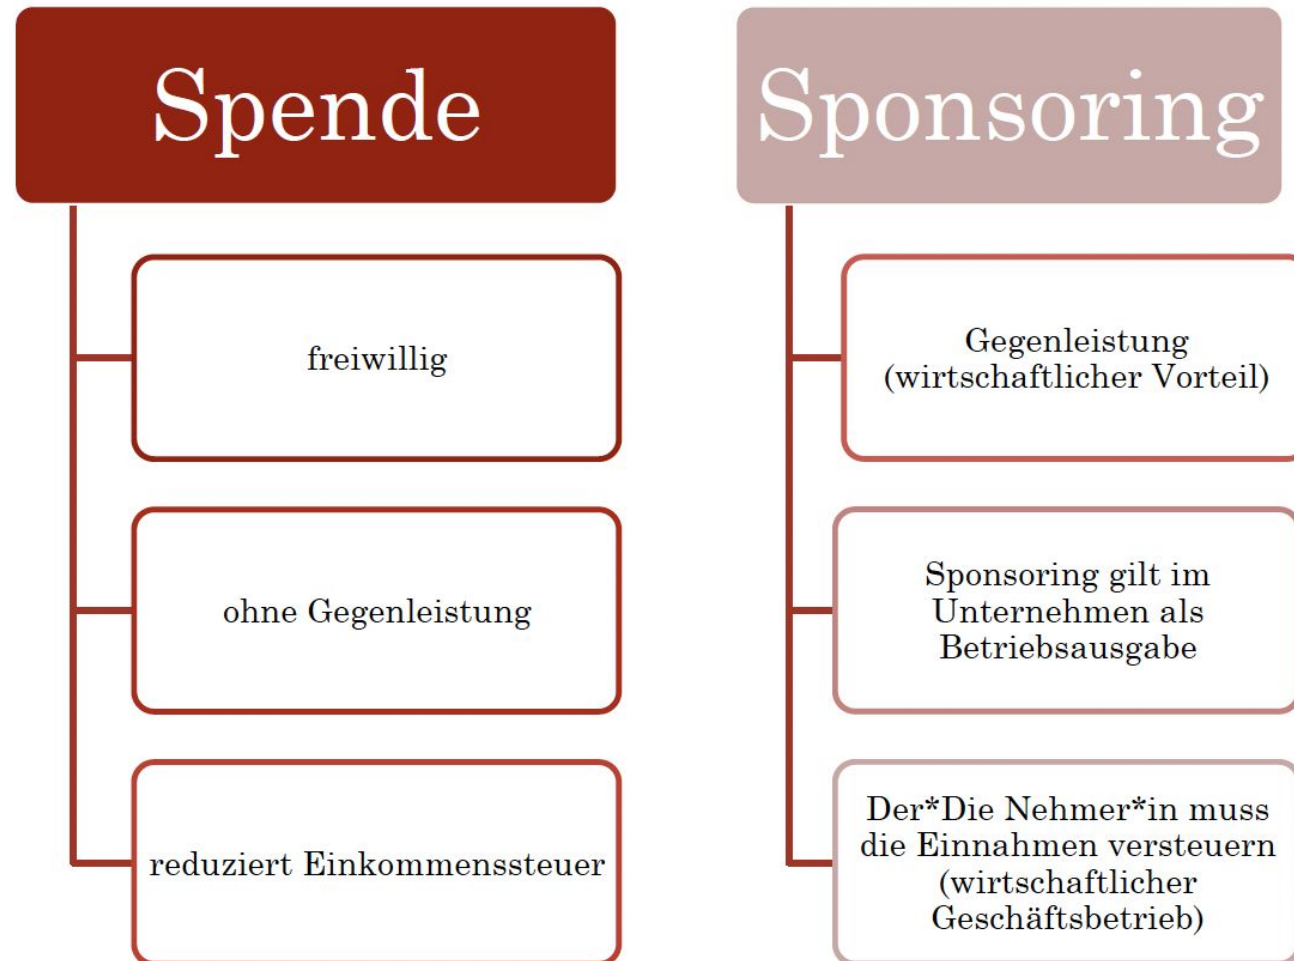 Spende
freiwillig
ohne Gegenleistung
reduziert Einkommenssteuer
Sponsoring
Gegenleistung
(wirtschaftlicher Vorteil)
Sponsoring gilt im
Unternehmen als
Betriebsausgabe
Der*Die Nehmer*in muss
die Einnahmen versteuern
(wirtschaftlicher
Geschäftsbetrieb)